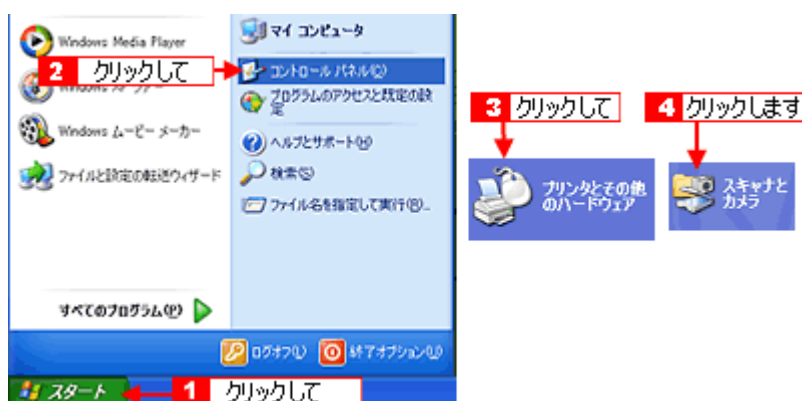 Windows Media Player
Windows ムービー メーカー
ファイルと設定の転送ウィザード
すべてのプログラム(P)
マイ コンピュータ
2 クリックして
コントロール パネル(C)
プログラムのアクセスと既定の設
定
ヘルプとサポート(H)
検索(S)
ファイル名を指定して実行(R)...
ログオフ(L)
終了オプション(U)
スタート
1 クリックして
3 クリックして
プリンタとその他
のハードウェア
4 クリックします
スキャナと
カメラ